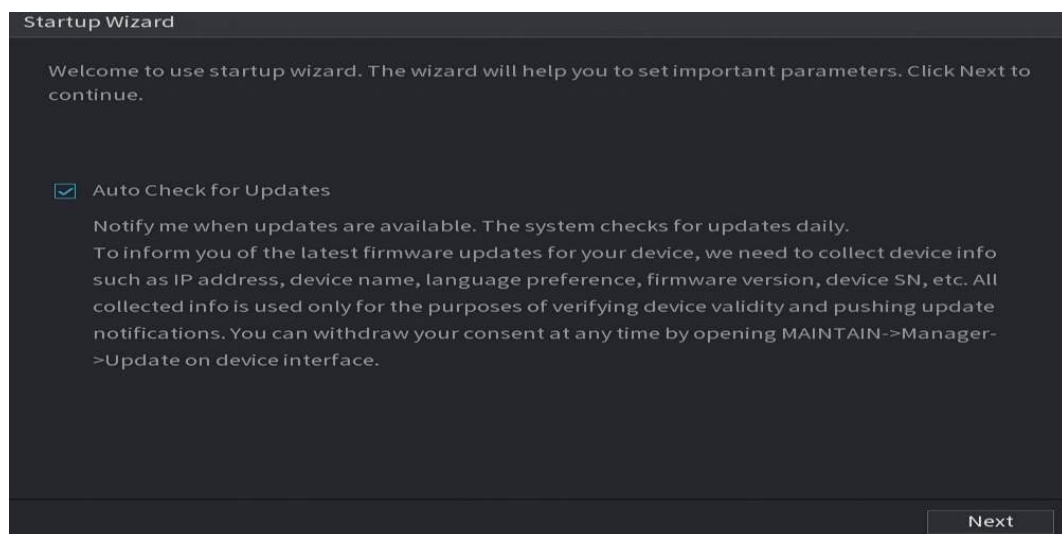 Startup Wizard
Welcome to use startup wizard. The wizard will help you to set important parameters. Click Next to
continue.
Auto Check for Updates
Notify me when updates are available. The system checks for updates daily.
To inform you of the latest firmware updates for your device, we need to collect device info
such as IP address, device name, language preference, firmware version, device SN, etc. All
collected info is used only for the purposes of verifying device validity and pushing update
notifications. You can withdraw your consent at any time by opening MAINTAIN->Manager-
>Update on device interface.
Next